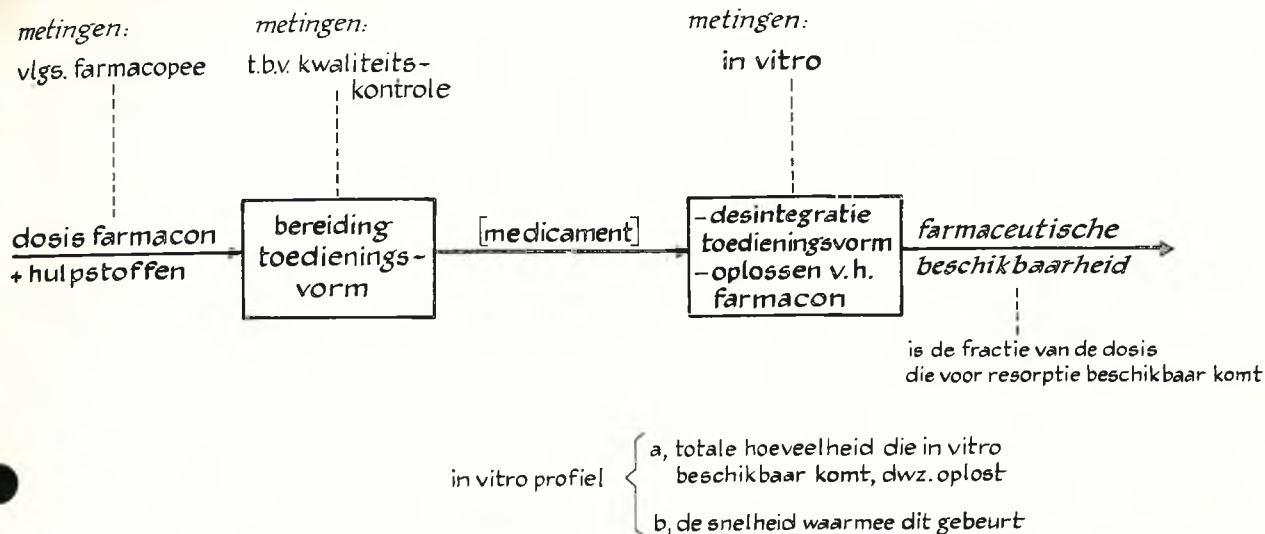 metingen:
vlgs. farmacopee
metingen:
t.b.v. kwaliteits-
kontrole
metingen:
in vitro
dosis farmacon
+ hulpstoffen
bereiding
toedienings-
vorm
[medicament]
-desintegratie
toedieningsvorm
-oplossen v.h.
farmacon
farmaceutische
beschikbaarheid
is de fractie van de dosis
die voor resorptie beschikbaar komt
in vitro profiel
a, totale hoeveelheid die in vitro
beschikbaar komt, dwz. oplost
b, de snelheid waarmee dit gebeurt